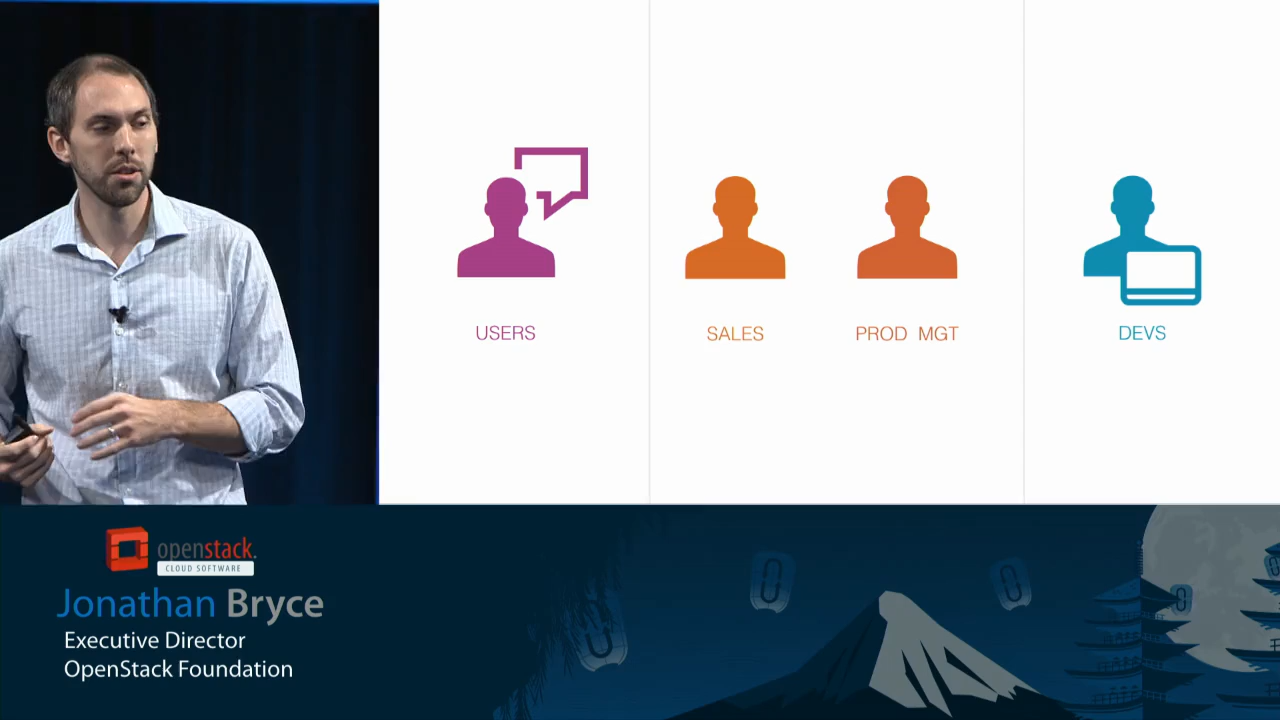 USERS
SALES
PROD MGT
DEVS
openstack.
CLOUD SOFTWARE
Jonathan Bryce
Executive Director
OpenStack Foundation